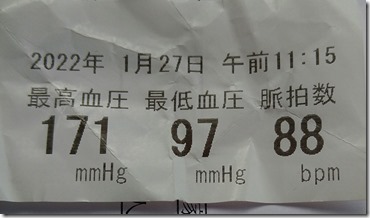 2022年 1月27日 午前11:15
最高血圧 最低血圧 脈拍数
171 97 88
mmHg mmHg bpm